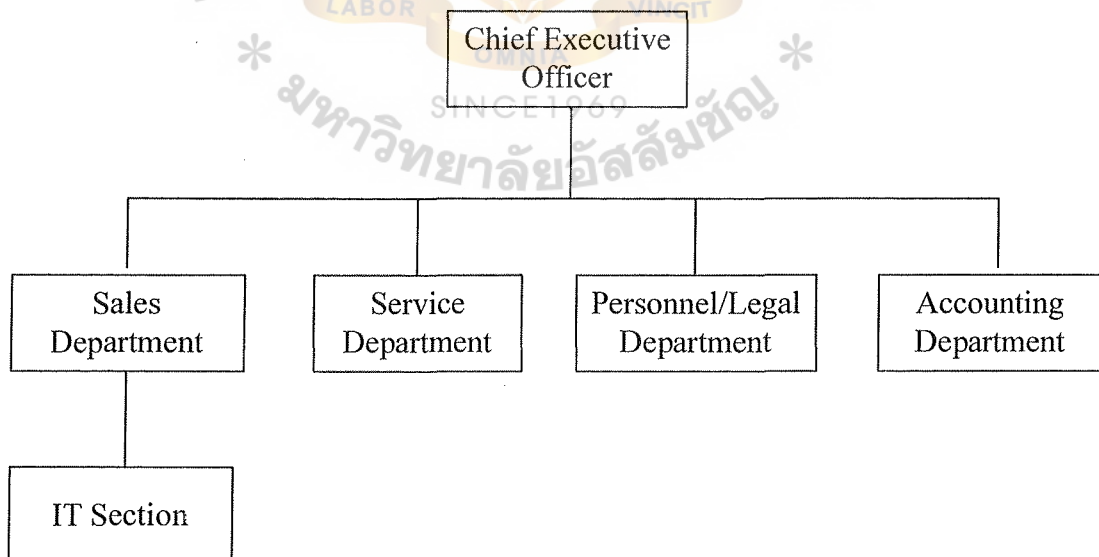 LABOR
VINCIT
OMNIA
SINCE1969
มหาวิทยาลัยอัสสัมชัญ
Chief Executive
Officer
Sales
Department
Service
Department
Personnel/Legal
Department
Accounting
Department
IT Section